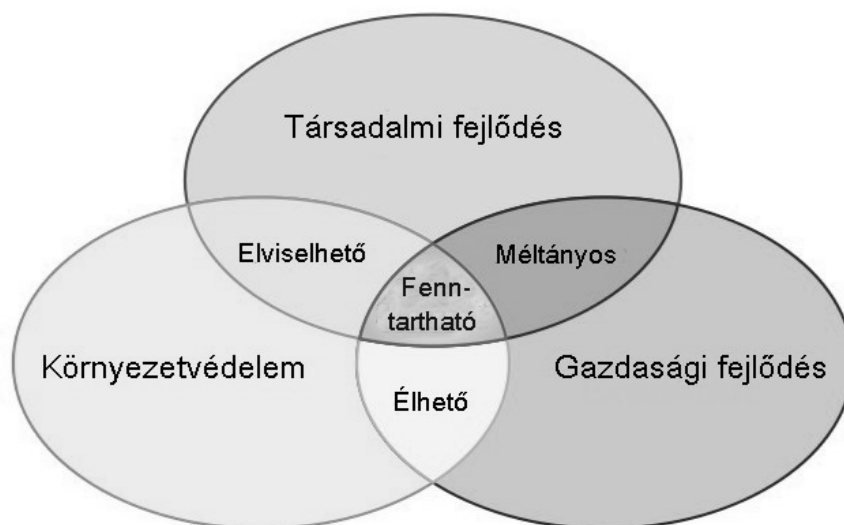 Társadalmi fejlődés
Elviselhető
Méltányos
Fenn-
tartható
Környezetvédelem
Gazdasági fejlődés
Élhető